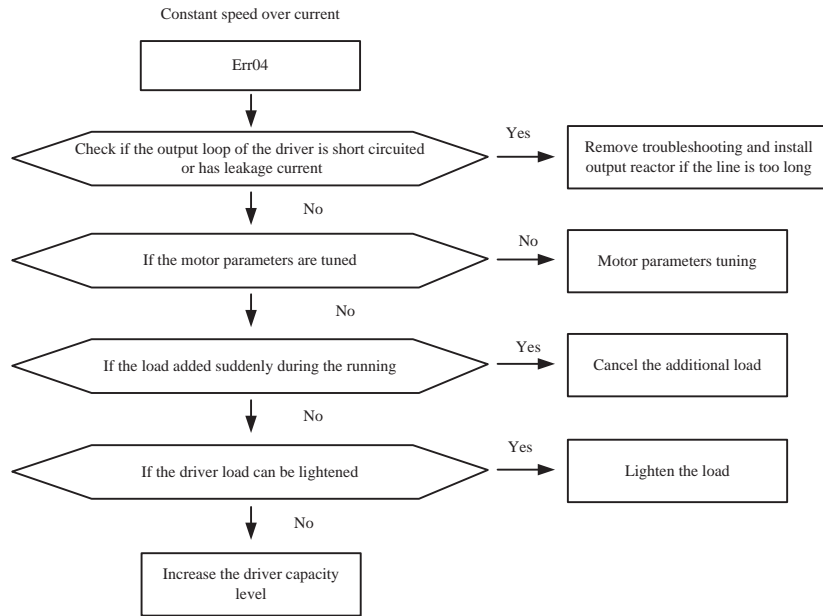 Constant speed over current
Err04
Check if the output loop of the driver is short circuited
or has leakage current
Yes
Remove troubleshooting and install
output reactor if the line is too long
No
If the motor parameters are tuned
No
Motor parameters tuning
No
If the load added suddenly during the running
Yes
Cancel the additional load
No
If the driver load can be lightened
Yes
Lighten the load
No
Increase the driver capacity
level